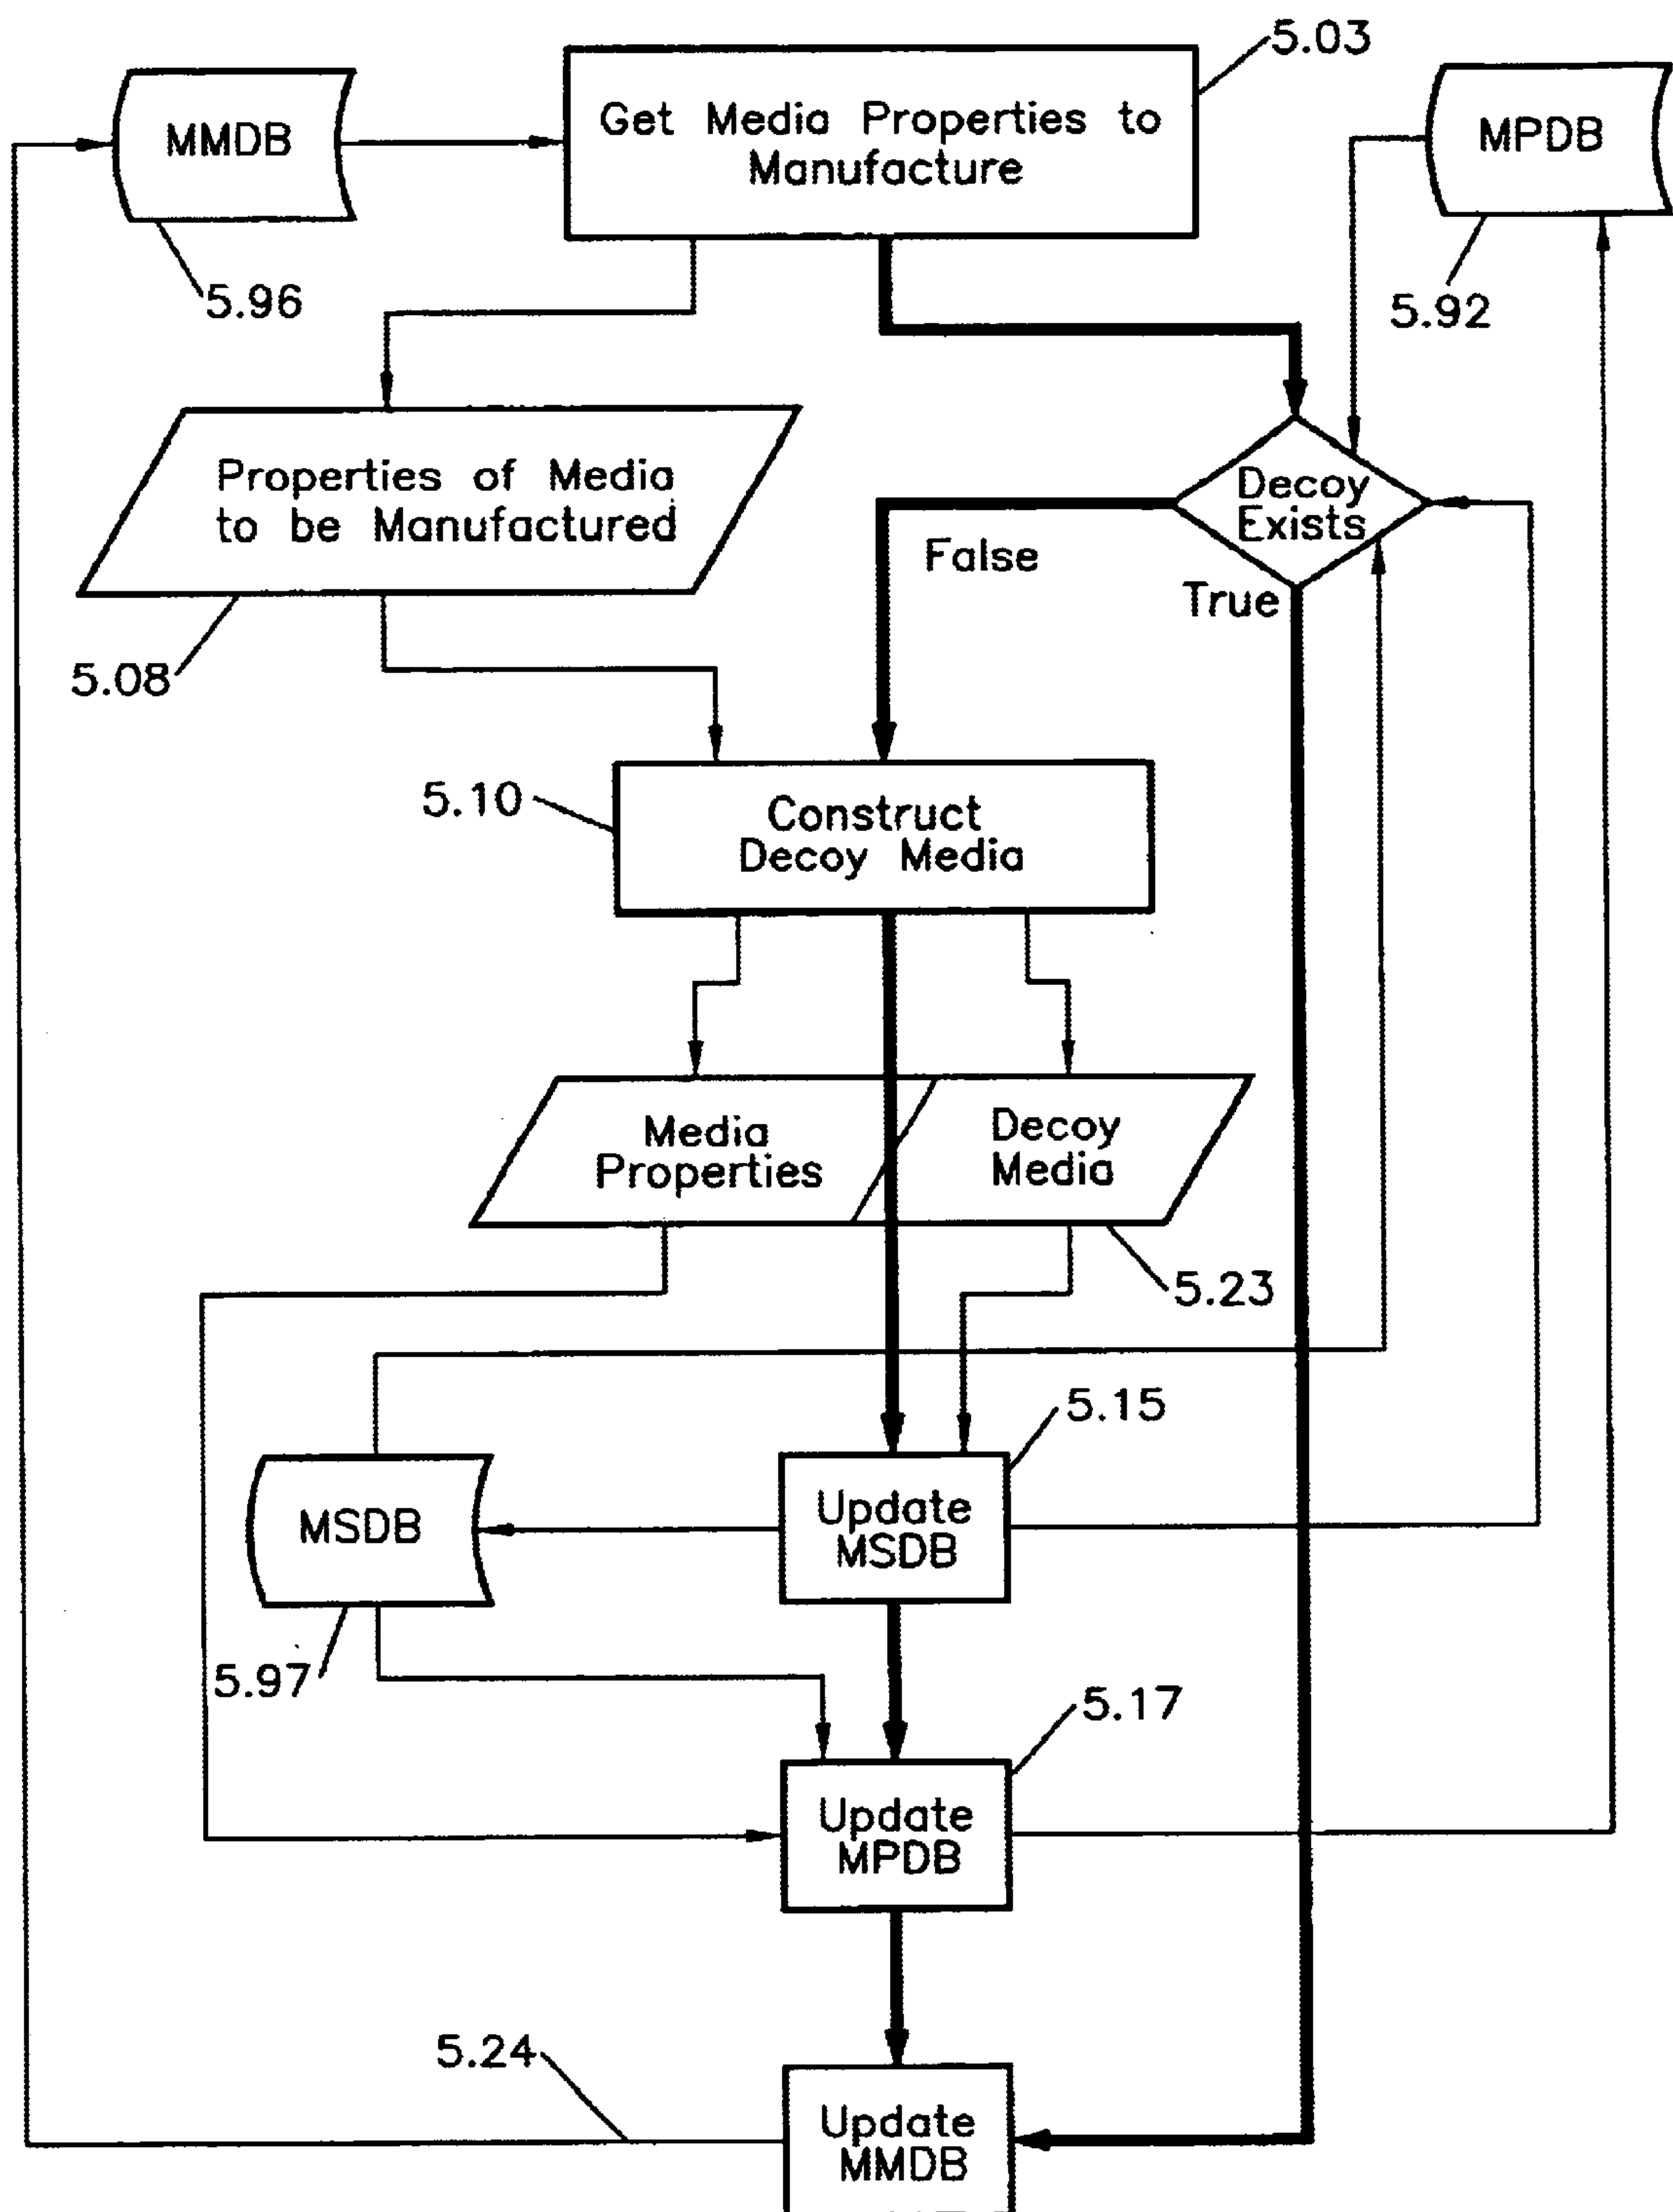 5.03
MMDB
Get Media Properties to
Manufacture
MPDB
5.96
5.92
Properties of Media
to be Manufactured
Decoy
Exists
False
True
5.08
5.10
Construct
Decoy Media
Media
Properties
Decoy
Media
5.23
5.15
MSDB
Update
MSDB
5.97
5.17
Update
MPDB
5.24
Update
MMDB